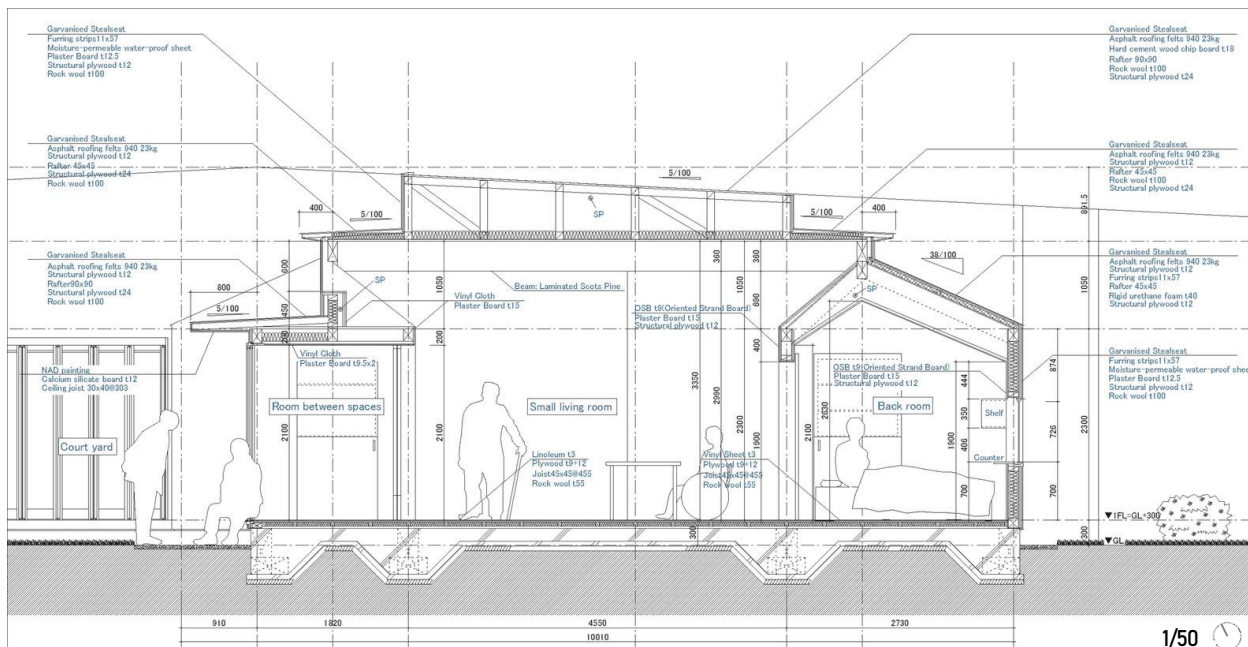 Garvanised Stealseat
Furring strips11x57
Moisture-permeable water-proof sheet
Plaster Board t12.5
Structural plywood t12
Rock wool t100
Garvanised Stealseat
Asphalt roofing felts 940 23kg
Hard cement wood chip board t18
Rafter 90x90
Rock wool t100
Structural plywood t24
Garvanised Stealseat
Asphalt roofing felts 940 23kg
Structural plywood t12
Rafter 45x45
Structural plywood t24
Rock wool t100
Garvanised Stealseat
Asphalt roofing felts 940 23kg
Structural plywood t12
Rafter 45x45
Rock wool t100
Structural plywood t24
5/100
891.5
400
5/100
SP
5/100
400
Garvanised Stealseat
Asphalt roofing felts 940 23kg
Structural plywood t12
Rafter90x90
Structural plywood t24
Rock wool t100
800
5/100
600
450
SP
1050
Beam: Laminated Scots Pine
Vinyl Cloth
Plaster Board t15
360
360
1050
690
400
38/100
SP
Garvanised Stealseat
Asphalt roofing felts 940 23kg
Structural plywood t12
Furring strips11x57
Rafter 45x45
Rigid urethane foam t40
Structural plywood t12
1050
OSB t9(Oriented Strand Board)
Plaster Board t15
Structural plywood t12
200
Vinyl Cloth
Plaster Board t9.5x2
NAD painting
Calcium silicate board t12
Ceiling joist 30x40@303
3350
2990
2300
1900
OSB t9(Oriented Strand Board)
Plaster Board t15
Structural plywood t12
Garvanised Stealseat
Furring strips11x57
Moisture-permeable water-proof sheet
Plaster Board t12.5
Structural plywood t12
Rock wool t100
Court yard
Room between spaces
Small living room
Back room
2100
2100
2100
2630
1900
444
350
406
700
Shelf
Counter
874
726
700
2300
Linoleum t3
Plywood t9+12
Joist45x45@455
Rock wool t55
Vinyl Sheet t3
Plywood t9+12
Joist45x45@455
Rock wool t55
300
▼1FL=GL+300
300
▼GL
910
1820
4550
2730
10010
1/50